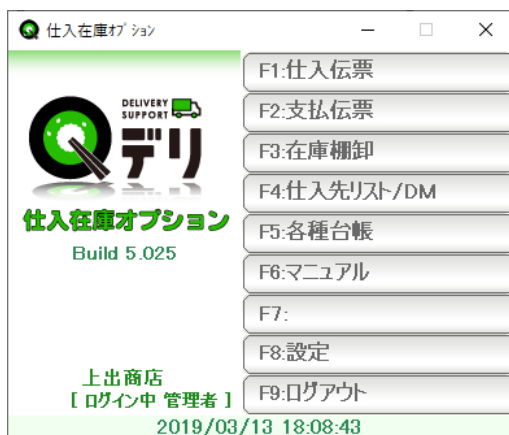 仕入在庫ｵﾌﾟｼｮﾝ
DELIVERY
SUPPORT
Qデリ
仕入在庫オプション
Build 5.025
上出商店
[ ﾛｸﾞｲﾝ中 管理者 ]
F1:仕入伝票
F2:支払伝票
F3:在庫棚卸
F4:仕入先ﾘｽﾄ/DM
F5:各種台帳
F6:マニュアル
F7:
F8:設定
F9:ﾛｸﾞｱｳﾄ
2019/03/13 18:08:43